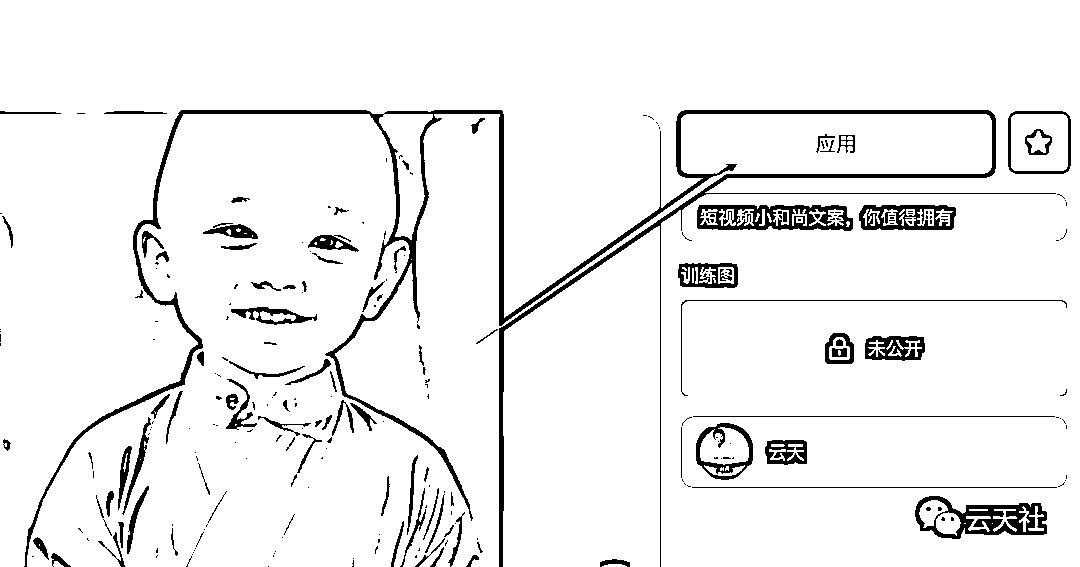 应用
短视频小和尚文案，你值得拥有
训练图
未公开
云天
云天社